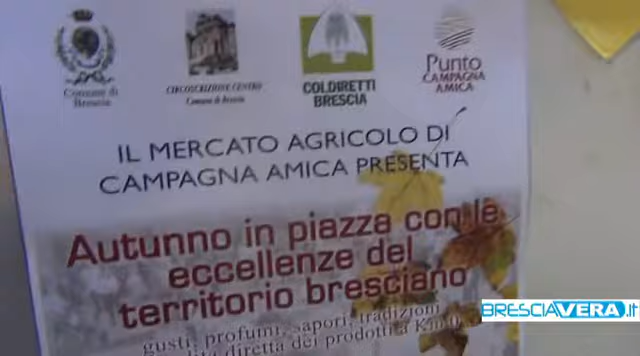 Comune di
Brescia
CIRCOSCRIZIONE CENTRO
Comune di Brescia
COLDIRETTI
BRESCIA
Punto
CAMPAGNA
AMICA
IL MERCATO AGRICOLO DI
CAMPAGNA AMICA PRESENTA
Autunno in piazza con le
eccellenze del
territorio bresciano
gusti, profumi, sapori, tradizioni
diretta dei prodotti a Km 0
BRESCIAVERA.it